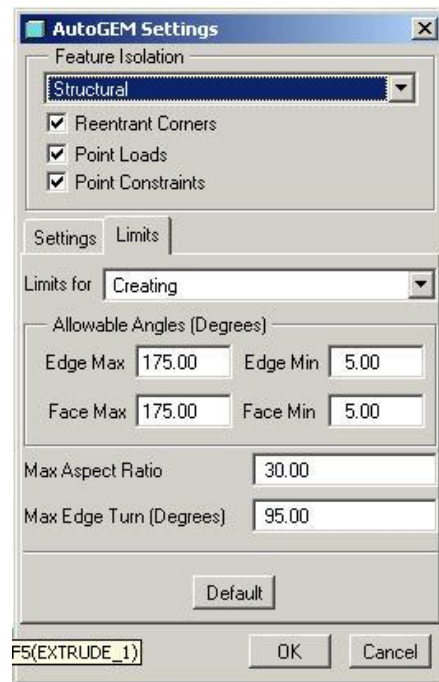 AutoGEM Settings
Feature Isolation
Structural
Reentrant Corners
Point Loads
Point Constraints
Settings Limits
Limits for Creating
Allowable Angles (Degrees)
Edge Max 175.00 Edge Min 5.00
Face Max 175.00 Face Min 5.00
Max Aspect Ratio 30.00
Max Edge Turn (Degrees) 95.00
Default
F5(EXTRUDE_1) OK Cancel